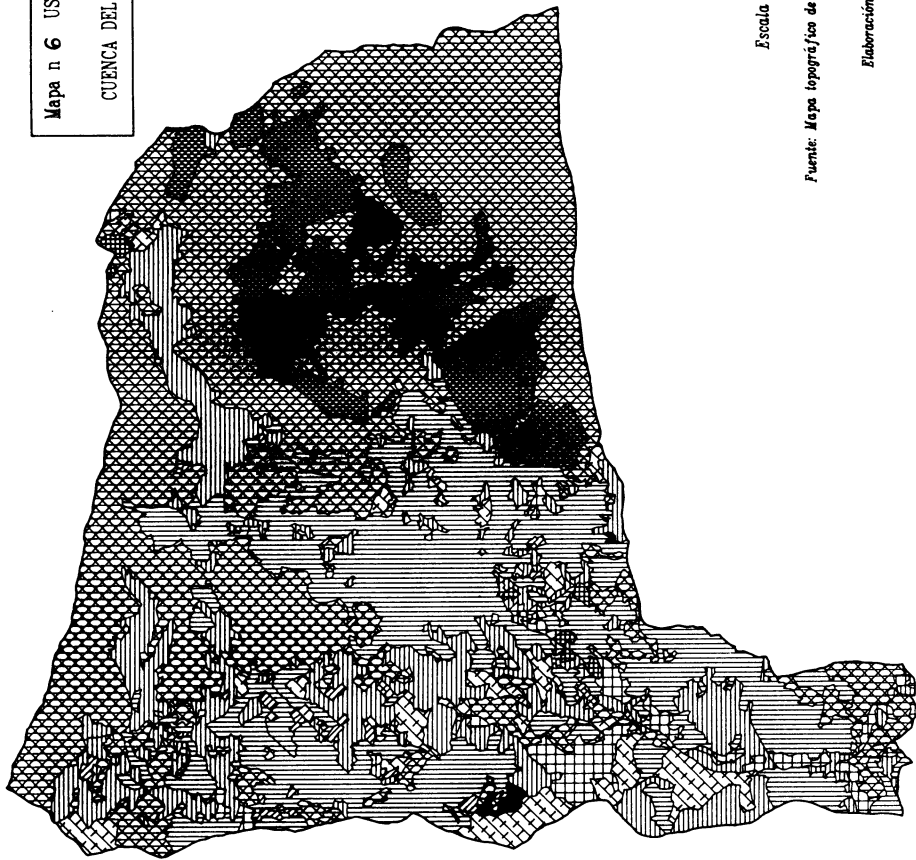 Mapa n 6 US
CUENCA DEL
Escala
Fuente: Mapa topográfico de
Elaboración